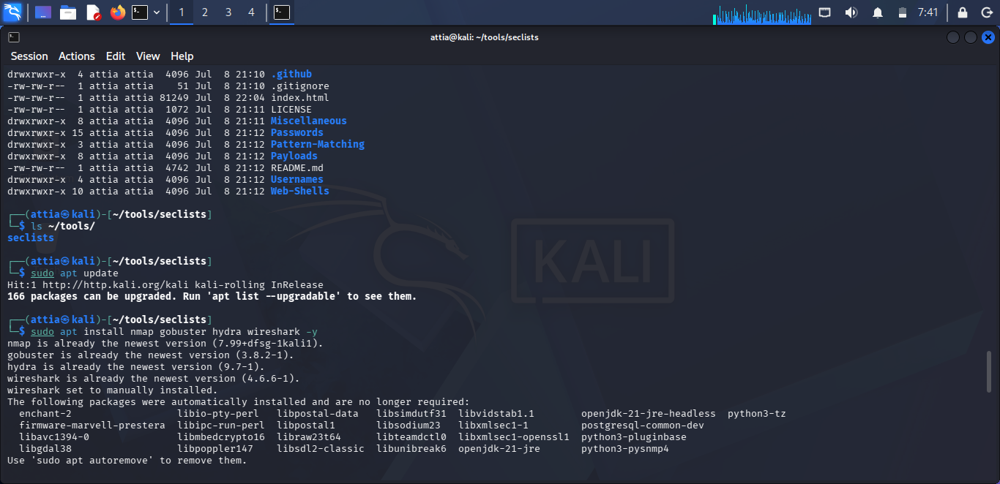 1 2 3 4 7:41
attia@kali: ~/tools/seclists
Session Actions Edit View Help
drwxrwxr-x  4 attia attia  4096 Jul  8 21:10 .github
-rw-rw-r--  1 attia attia    51 Jul  8 21:10 .gitignore
-rw-rw-r--  1 attia attia 81249 Jul  8 22:04 index.html
-rw-rw-r--  1 attia attia  1072 Jul  8 21:11 LICENSE
drwxrwxr-x  8 attia attia  4096 Jul  8 21:11 Miscellaneous
drwxrwxr-x 15 attia attia  4096 Jul  8 21:12 Passwords
drwxrwxr-x  3 attia attia  4096 Jul  8 21:12 Pattern-Matching
drwxrwxr-x  8 attia attia  4096 Jul  8 21:12 Payloads
-rw-rw-r--  1 attia attia  4742 Jul  8 21:12 README.md
drwxrwxr-x  4 attia attia  4096 Jul  8 21:12 Usernames
drwxrwxr-x 10 attia attia  4096 Jul  8 21:12 Web-Shells
┌──(attia㉿kali)-[~/tools/seclists]
└─$ ls ~/tools/
seclists
┌──(attia㉿kali)-[~/tools/seclists]
└─$ sudo apt update
Hit:1 http://http.kali.org/kali kali-rolling InRelease
166 packages can be upgraded. Run 'apt list --upgradable' to see them.
┌──(attia㉿kali)-[~/tools/seclists]
└─$ sudo apt install nmap gobuster hydra wireshark -y
nmap is already the newest version (7.99+dfsg-1kali1).
gobuster is already the newest version (3.8.2-1).
hydra is already the newest version (9.7-1).
wireshark is already the newest version (4.6.6-1).
wireshark set to manually installed.
The following packages were automatically installed and are no longer required:
  enchant-2                  libio-pty-perl   libpostal-data   libsimdutf31  libvidstab1.1        openjdk-21-jre-headless  python3-tz
  firmware-marvell-prestera  libipc-run-perl  libpostal1       libsodium23   libxmlsec1-1         postgresql-common-dev
  libavc1394-0               libmbedcrypto16  libraw23t64      libteamdctl0  libxmlsec1-openssl1  python3-pluginbase
  libgdal38                  libpoppler147    libsdl2-classic  libunibreak6  openjdk-21-jre       python3-pysnmp4
Use 'sudo apt autoremove' to remove them.
KALI